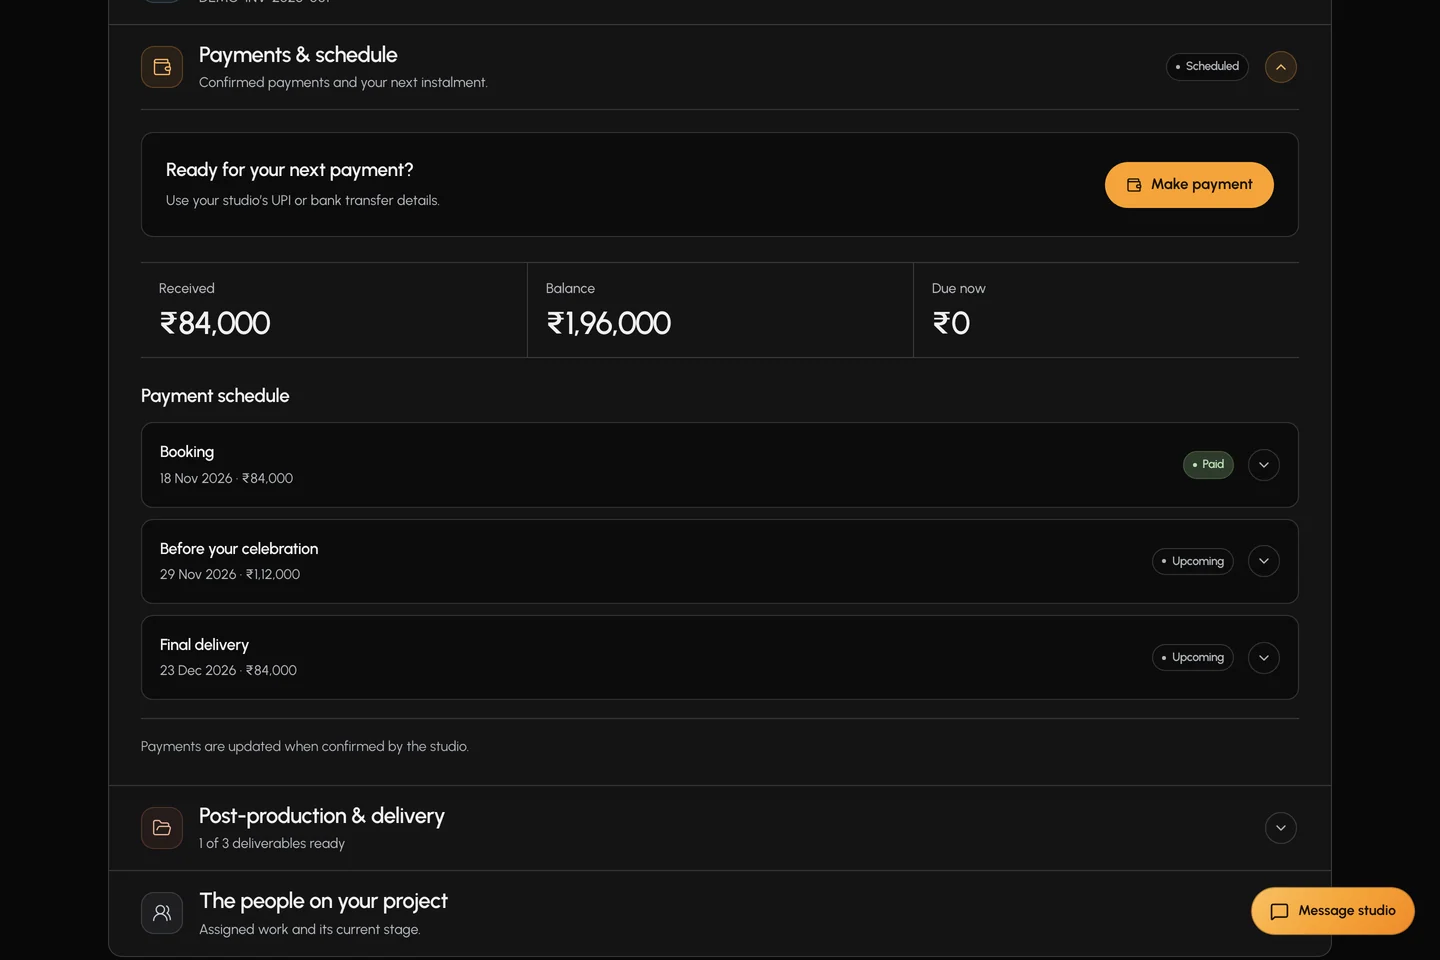 Payments & schedule
Confirmed payments and your next instalment.
Scheduled
Ready for your next payment?
Use your studio's UPI or bank transfer details.
Make payment
Received
₹84,000
Balance
₹1,96,000
Due now
₹0
Payment schedule
Booking
18 Nov 2026 · ₹84,000
Paid
Before your celebration
29 Nov 2026 · ₹1,12,000
Upcoming
Final delivery
23 Dec 2026 · ₹84,000
Upcoming
Payments are updated when confirmed by the studio.
Post-production & delivery
1 of 3 deliverables ready
The people on your project
Assigned work and its current stage.
Message studio